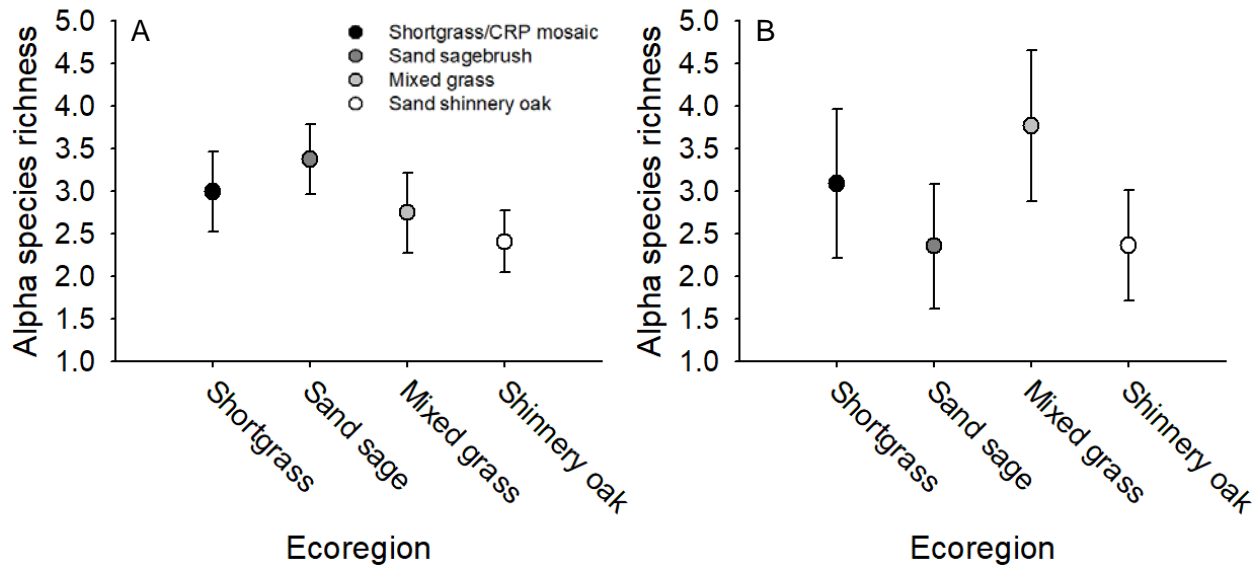 A
Alpha species richness
5.0
4.5
4.0
3.5
3.0
2.5
2.0
1.5
1.0
Shortgrass/CRP mosaic
Sand sagebrush
Mixed grass
Sand shinnery oak
Shortgrass
Sand sage
Mixed grass
Shinnery oak
Ecoregion
B
Alpha species richness
5.0
4.5
4.0
3.5
3.0
2.5
2.0
1.5
1.0
Shortgrass
Sand sage
Mixed grass
Shinnery oak
Ecoregion